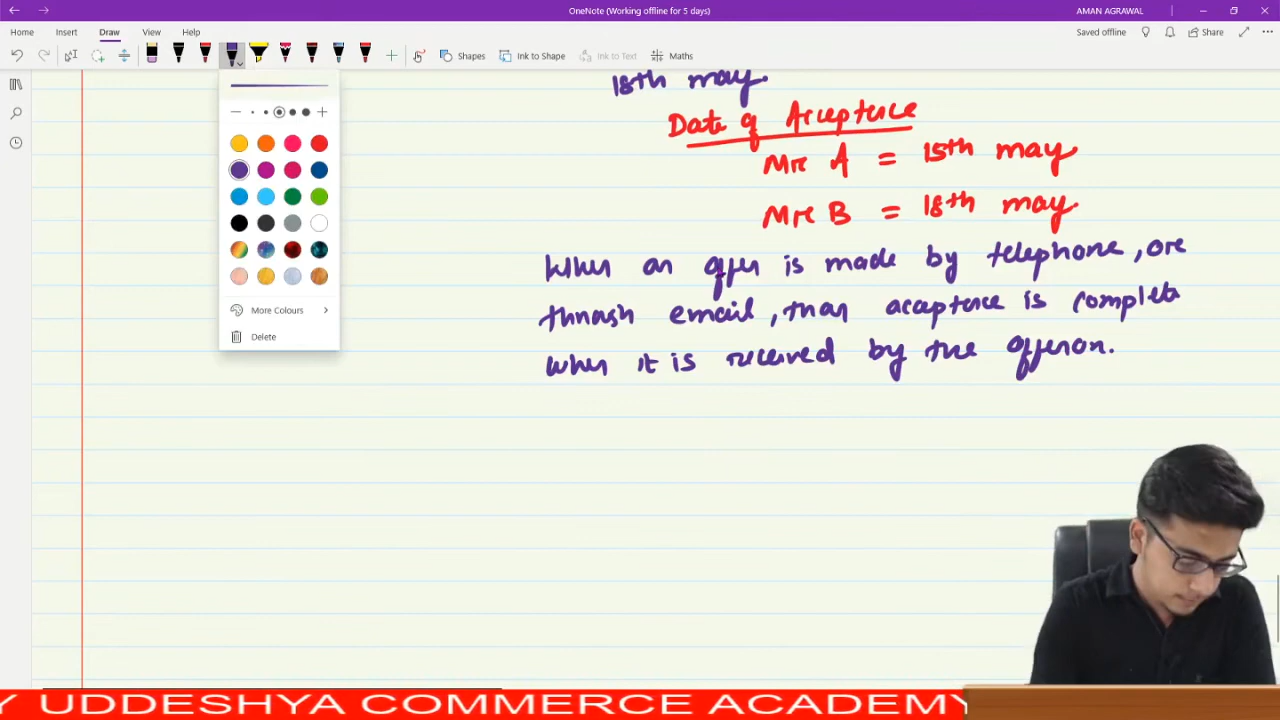 OneNote (Working offline for 5 days)
AMAN AGRAWAL
Home Insert Draw View Help
Saved offline
Share
Shapes
Ink to Shape
Ink to Text
Maths
18th may.
Date of Acceptence
Mr A = 15th may
Mr B = 18th may.
When an offer is made by telephone, or
through email, than acceptence is complete
when it is received by the offeror.
More Colours
Delete
Y UDDESHYA COMMERCE ACADEMY